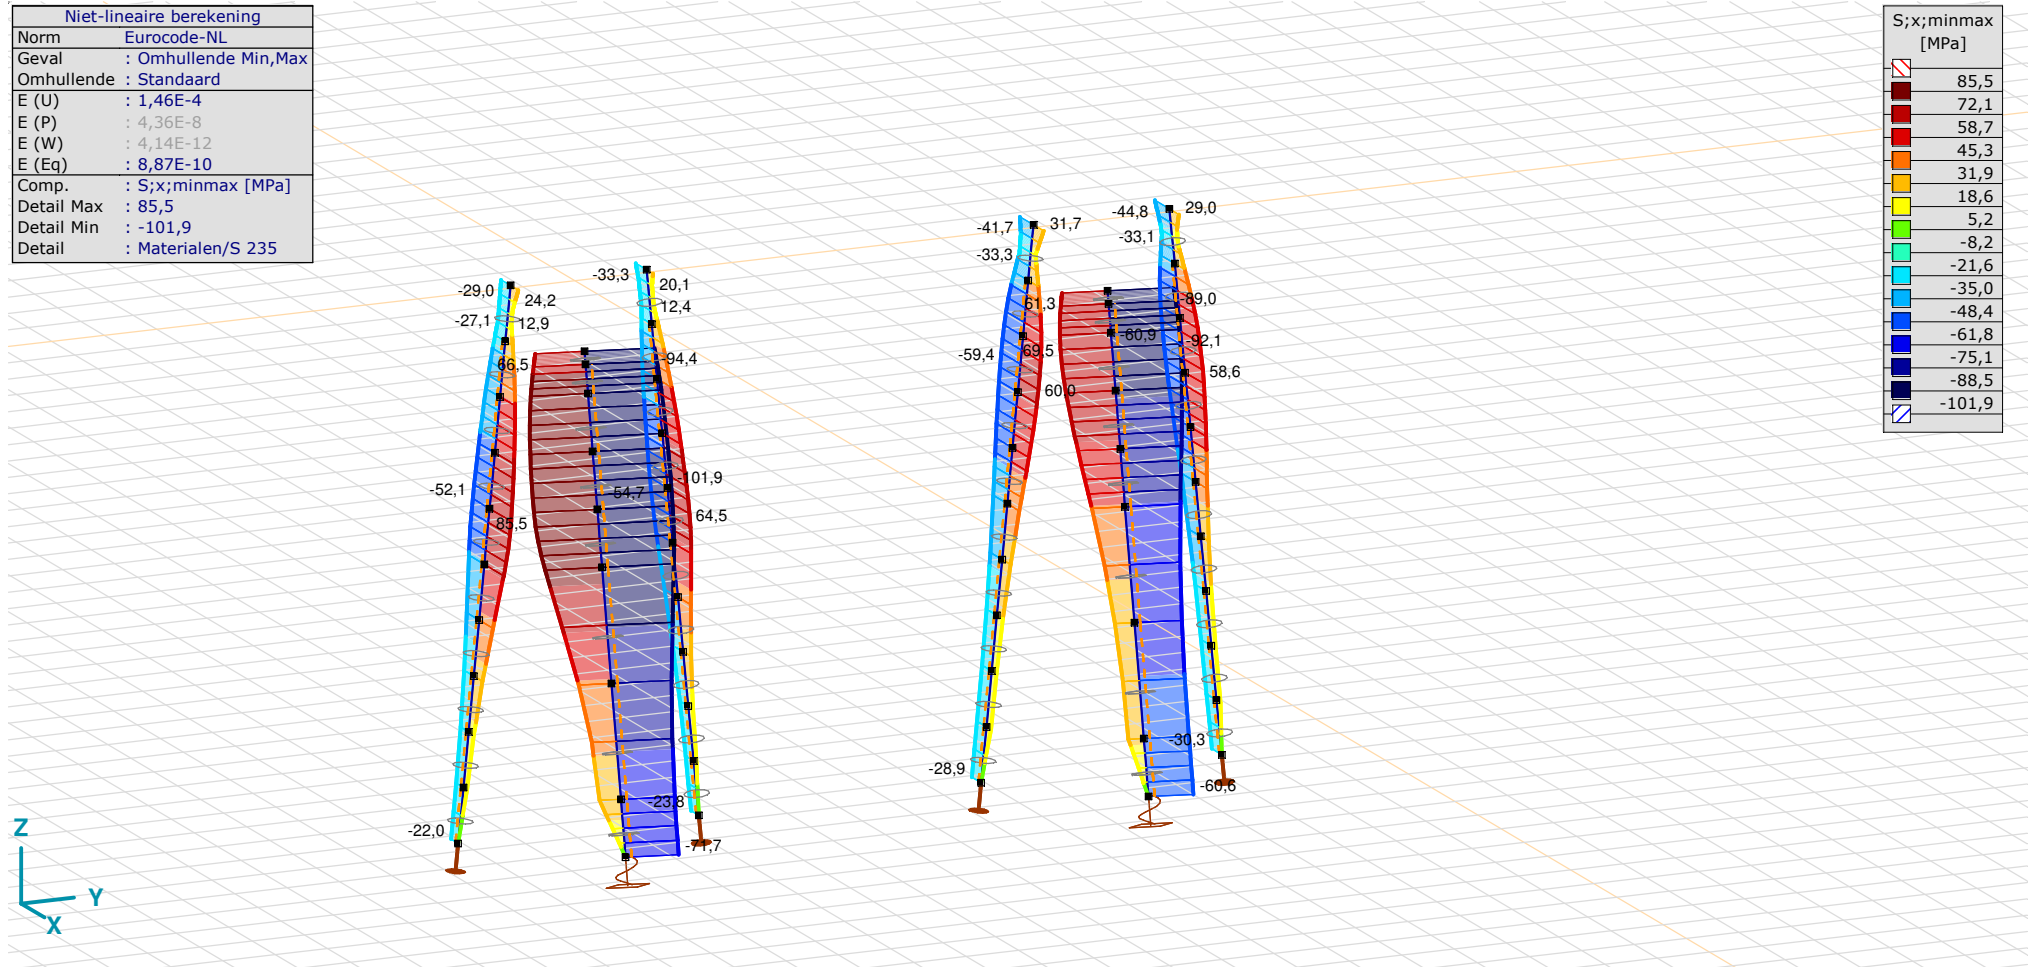 Niet-lineaire berekening
Norm Eurocode-NL
Geval : Omhullende Min,Max
Omhullende : Standaard
E (U) : 1,46E-4
E (P) : 4,36E-8
E (W) : 4,14E-12
E (Eq) : 8,87E-10
Comp. : S;x;minmax [MPa]
Detail Max : 85,5
Detail Min : -101,9
Detail : Materialen/S 235
S;x;minmax
[MPa]
85,5
72,1
58,7
45,3
31,9
18,6
5,2
-8,2
-21,6
-35,0
-48,4
-61,8
-75,1
-88,5
-101,9
-29,0
24,2
-27,1
12,9
66,5
-52,1
85,5
-22,0
-33,3
20,1
12,4
-94,4
-54,7
-101,9
64,5
-23,8
-71,7
-41,7
31,7
-33,3
61,3
-59,4
69,5
60,0
-28,9
-44,8
29,0
-33,1
-89,0
-60,9
-92,1
58,6
-30,3
-60,6
Z
Y
X